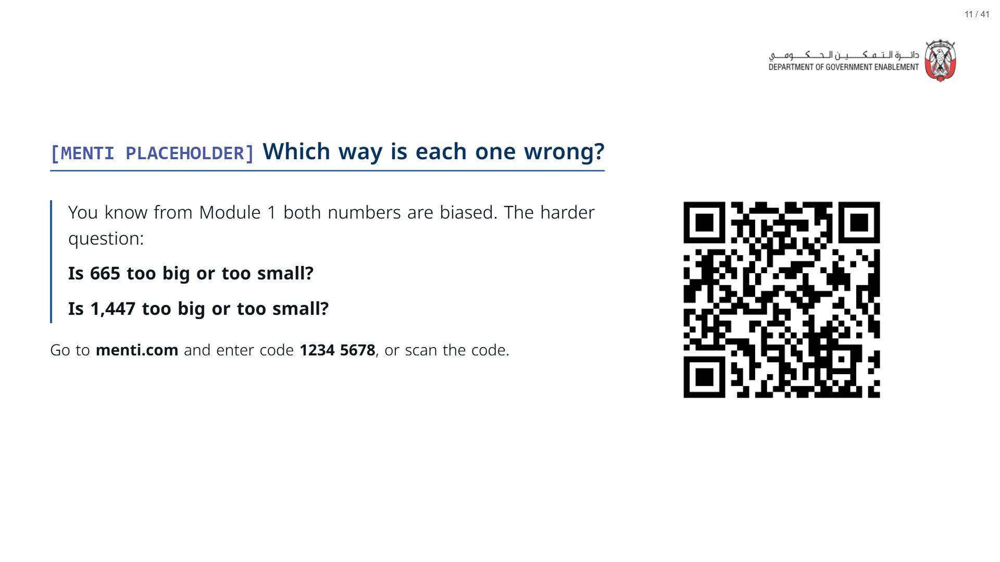 11 / 41
دائرة التمكين الحكومي
DEPARTMENT OF GOVERNMENT ENABLEMENT
[MENTI PLACEHOLDER] Which way is each one wrong?
You know from Module 1 both numbers are biased. The harder
question:
Is 665 too big or too small?
Is 1,447 too big or too small?
Go to menti.com and enter code 1234 5678, or scan the code.